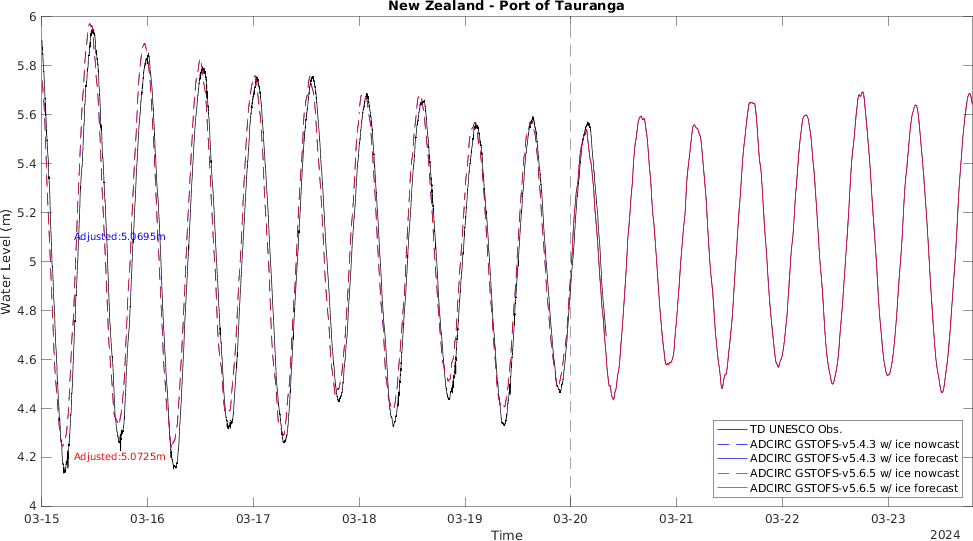 New Zealand - Port of Tauranga
Water Level (m)
6
5.8
5.6
5.4
5.2
5
4.8
4.6
4.4
4.2
4
Adjusted:5.0695m
Adjusted:5.0725m
TD UNESCO Obs.
ADCIRC GSTOFS-v5.4.3 w/ ice nowcast
ADCIRC GSTOFS-v5.4.3 w/ ice forecast
ADCIRC GSTOFS-v5.6.5 w/ ice nowcast
ADCIRC GSTOFS-v5.6.5 w/ ice forecast
03-15 03-16 03-17 03-18 03-19 03-20 03-21 03-22 03-23
Time
2024